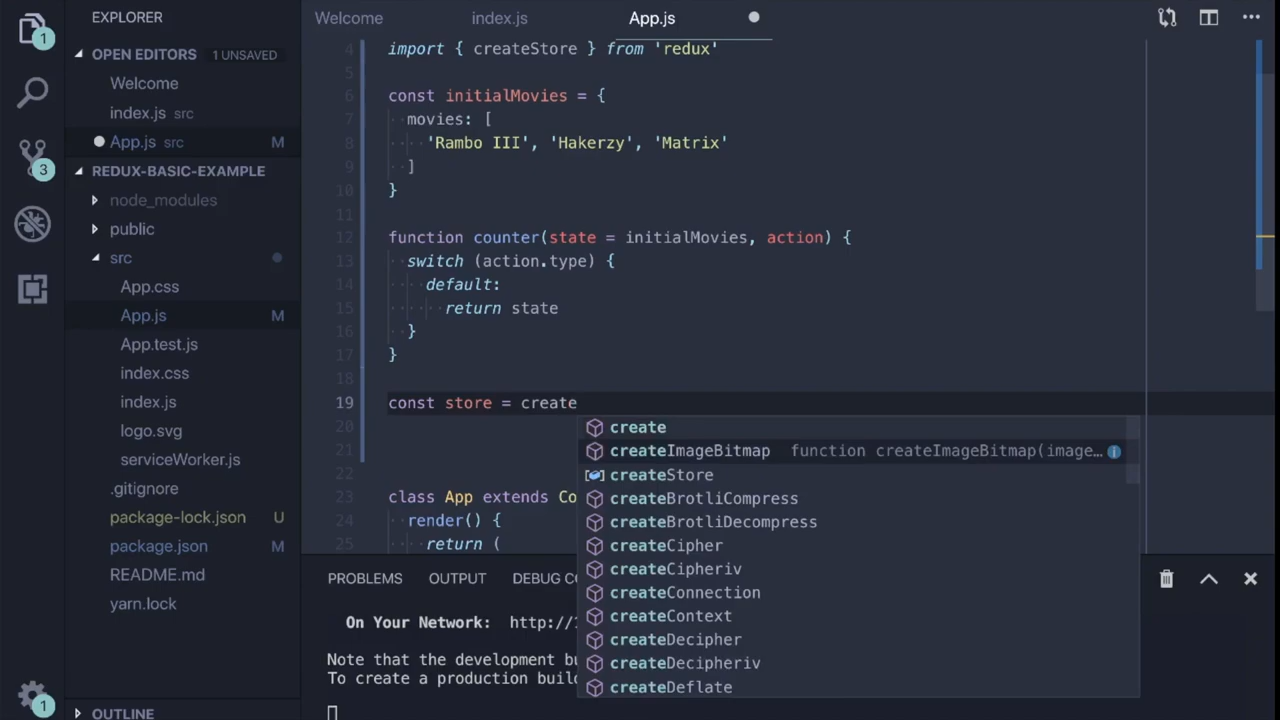 EXPLORER
OPEN EDITORS 1 UNSAVED
Welcome
index.js src
App.js src M
REDUX-BASIC-EXAMPLE
node_modules
public
src
App.css
App.js M
App.test.js
index.css
index.js
logo.svg
serviceWorker.js
.gitignore
package-lock.json U
package.json M
README.md
yarn.lock
OUTLINE
1
3
1
Welcome index.js App.js
4 import { createStore } from 'redux'
5
6 const initialMovies = {
7 movies: [
8 'Rambo III', 'Hakerzy', 'Matrix'
9 ]
10 }
11
12 function counter(state = initialMovies, action) {
13 switch (action.type) {
14 default:
15 return state
16 }
17 }
18
19 const store = create
20
21
22
23 class App extends Co
24 render() {
25 return (
create
createImageBitmap function createImageBitmap(image…
createStore
createBrotliCompress
createBrotliDecompress
createCipher
createCipheriv
createConnection
createContext
createDecipher
createDecipheriv
createDeflate
PROBLEMS OUTPUT DEBUG CO
On Your Network: http://1
Note that the development bu
To create a production buil